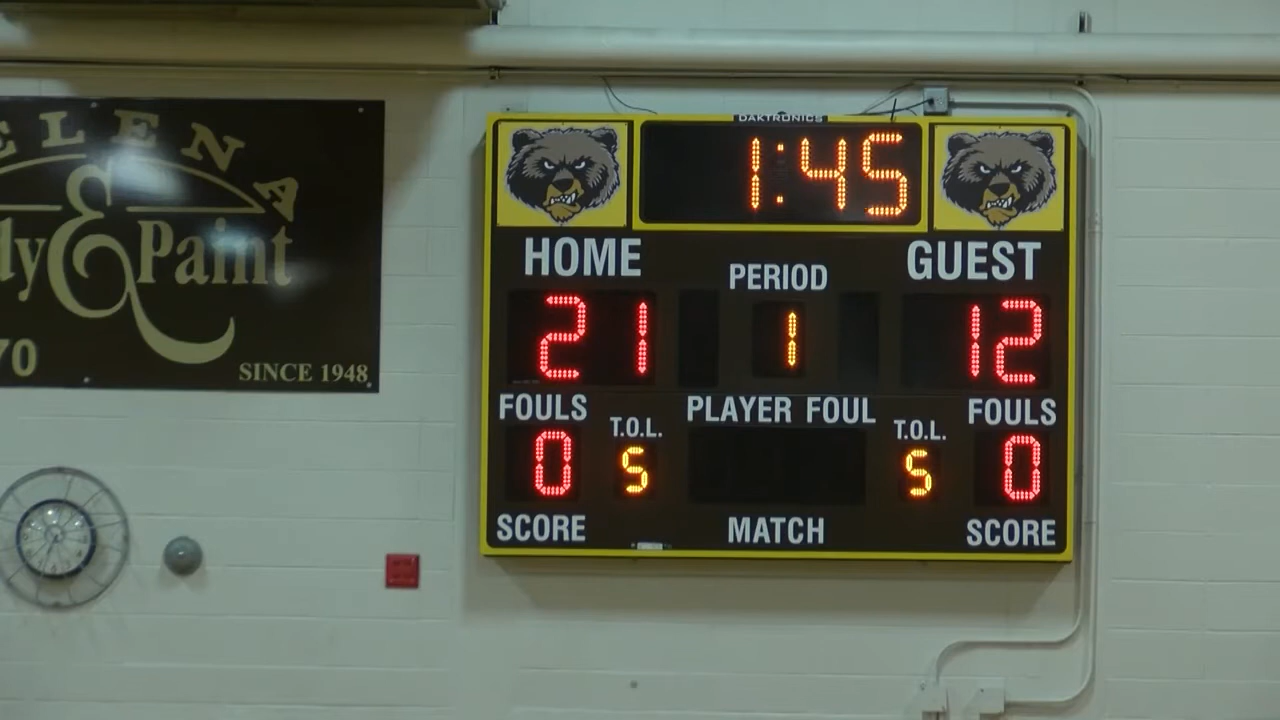 ELENA
dy & Paint
70
SINCE 1948
DAKTRONICS
1:45
HOME
PERIOD
GUEST
21
1
12
FOULS
PLAYER FOUL
FOULS
T.O.L.
T.O.L.
0
5
5
0
SCORE
MATCH
SCORE